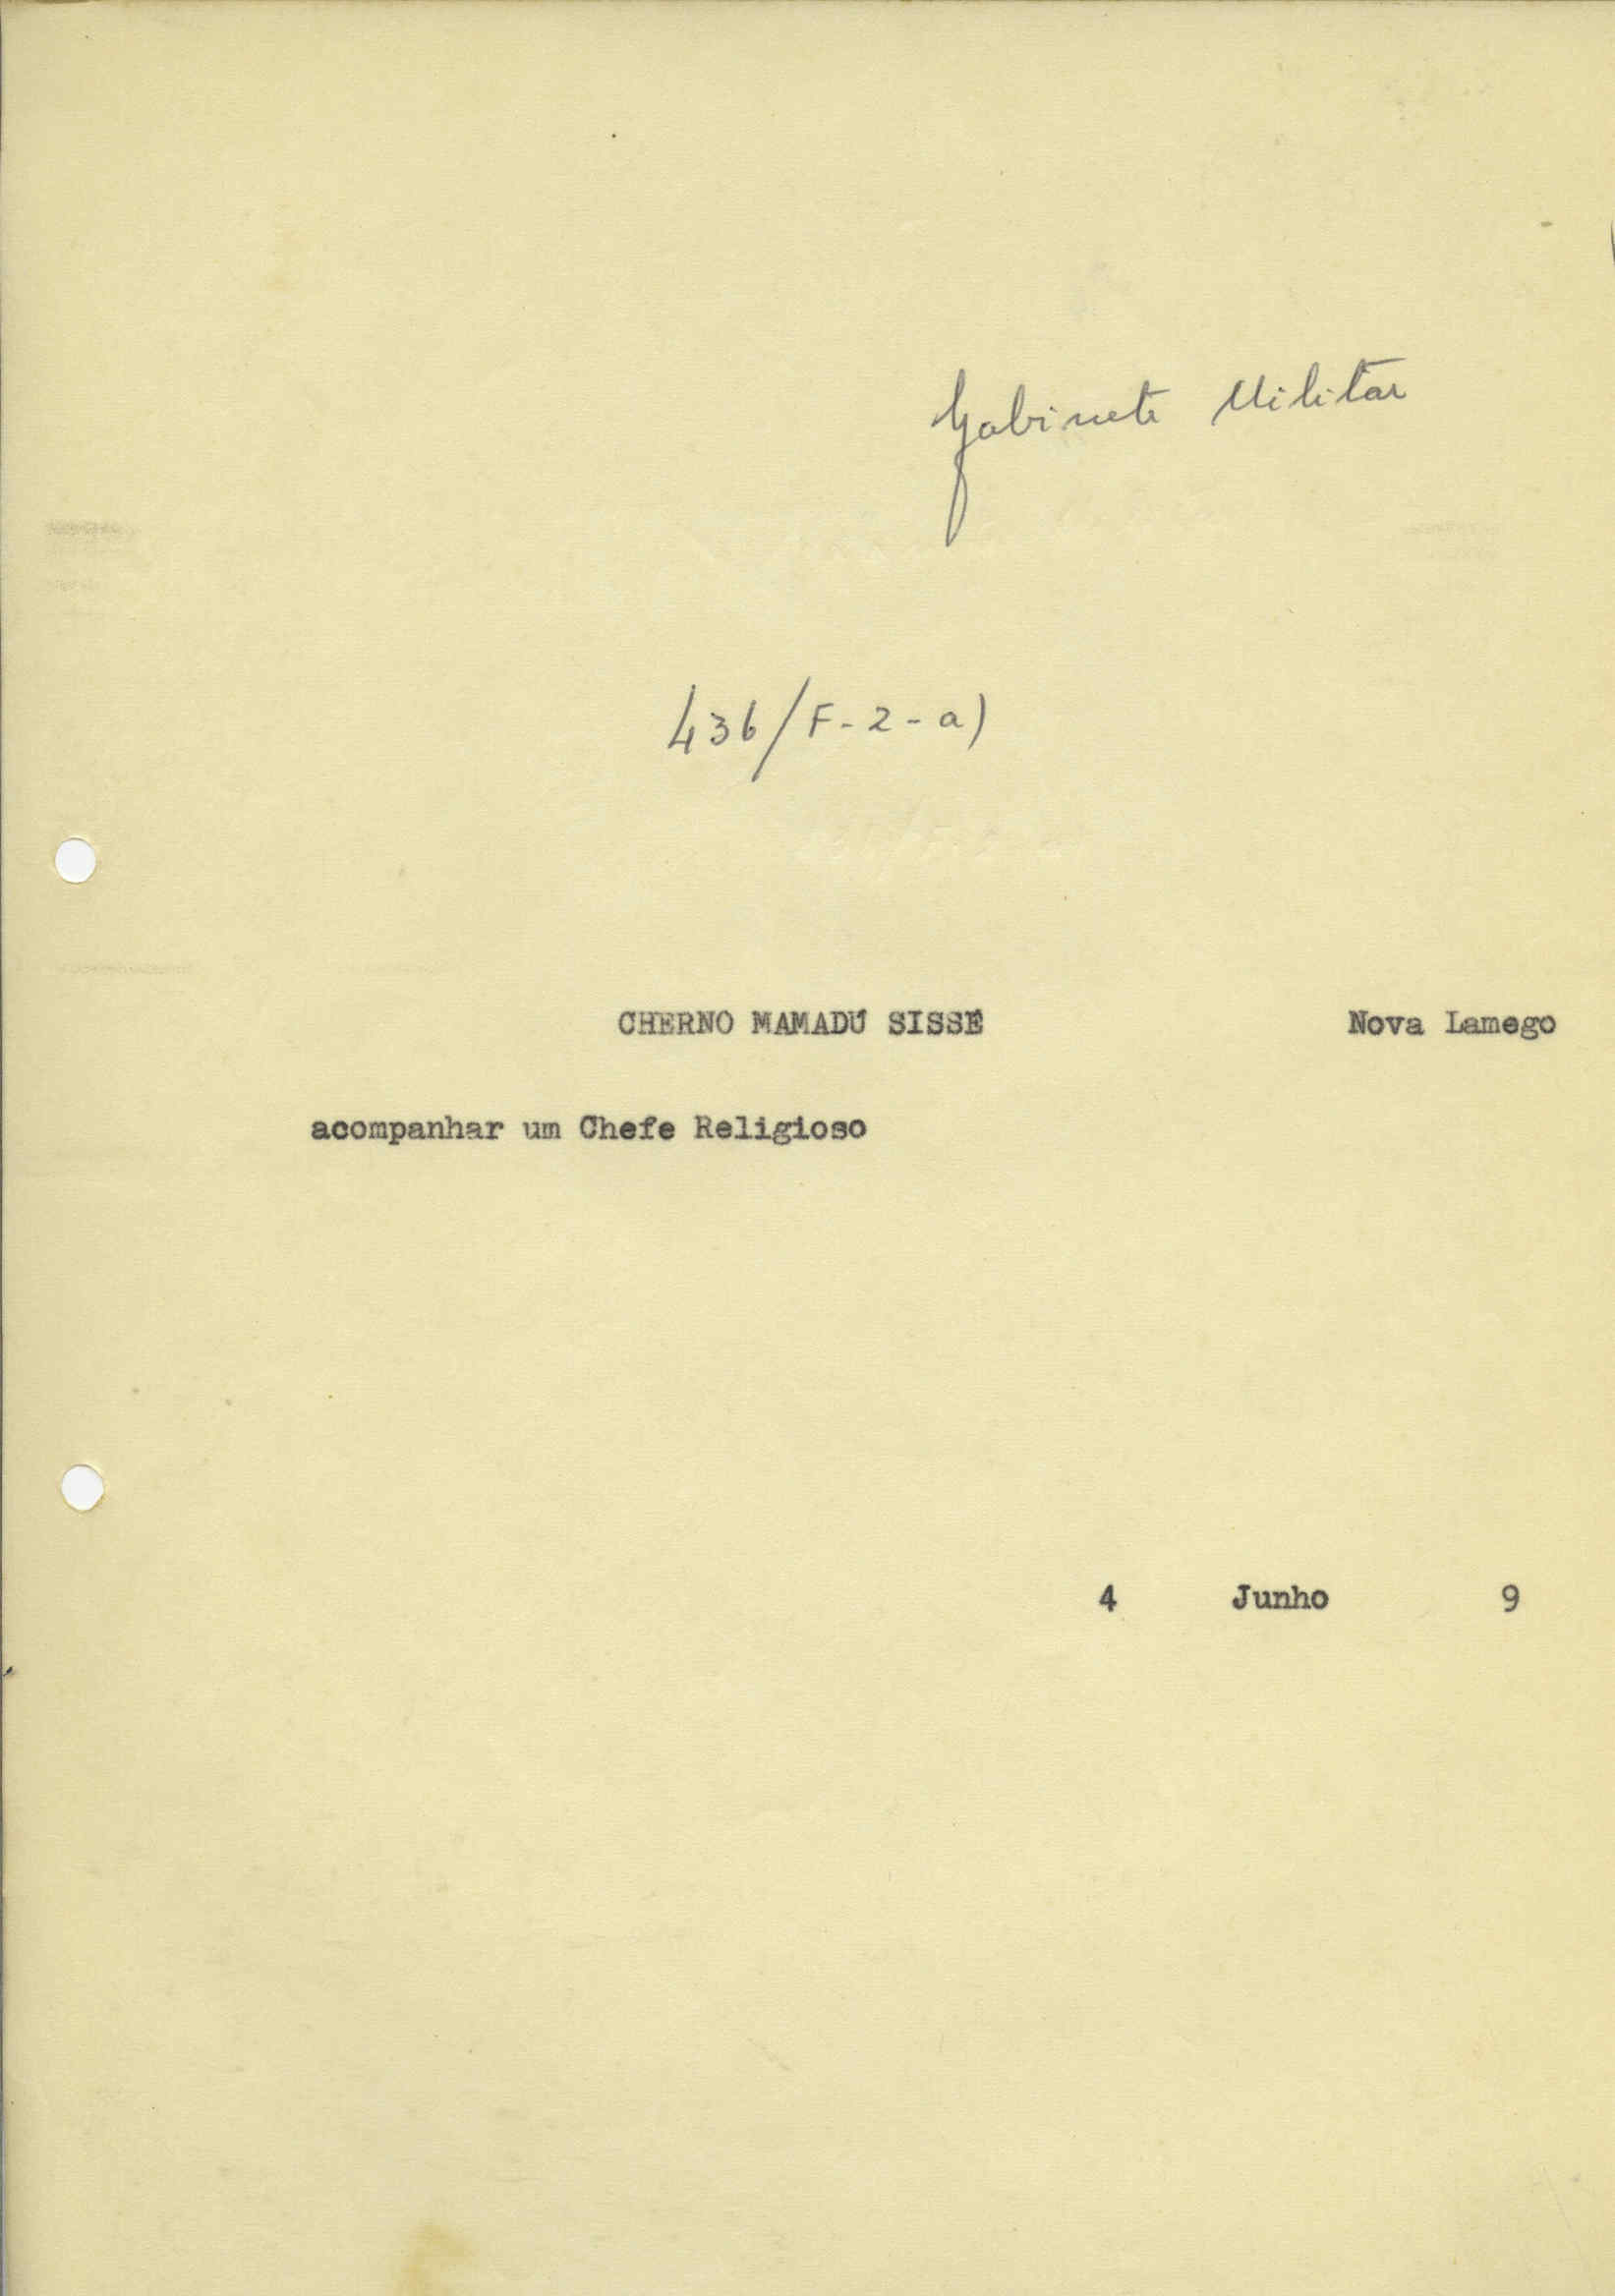 Gabinete Militar
436/F-2-a)
CHERNO MAMADÚ SISSÉ Nova Lamego
acompanhar um Chefe Religioso
4 Junho 9